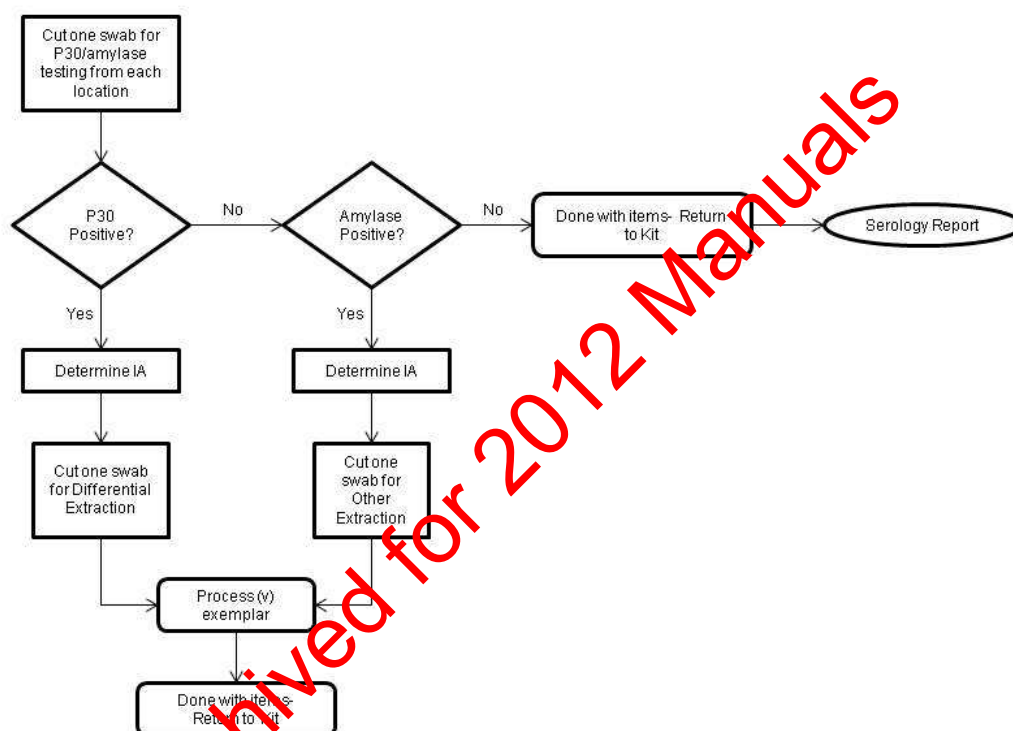 Cut one swab for
P30/amylase
testing from each
location
P30
Positive?
No
Amylase
Positive?
No
Done with items- Return
to Kit
Serology Report
Yes
Yes
Determine IA
Determine IA
Cut one swab
for Differential
Extraction
Cut one
swab for
Other
Extraction
Process (v)
exemplar
Done with items-
Return to Kit
hived for 2012 Manuals